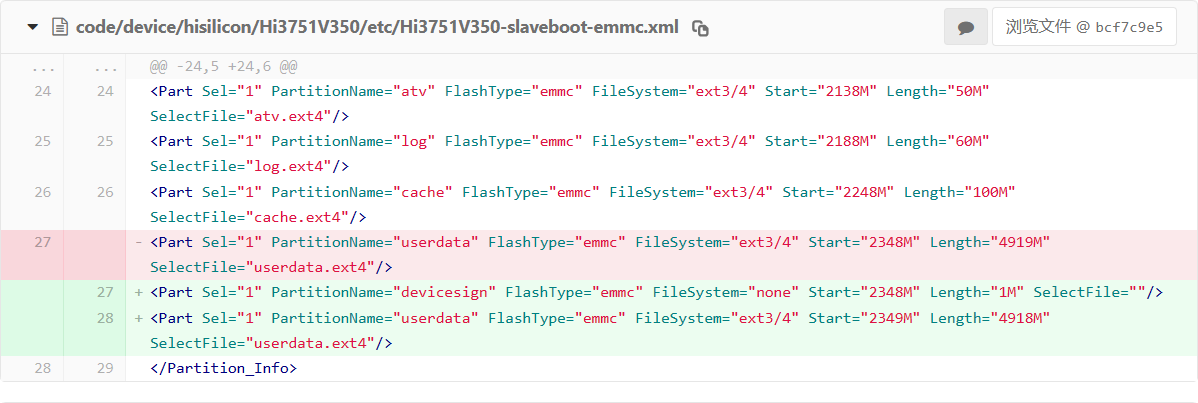 code/device/hisilicon/Hi3751V350/etc/Hi3751V350-slaveboot-emmc.xml 浏览文件 @ bcf7c9e5
... ... @@ -24,5 +24,6 @@
24 24 <Part Sel="1" PartitionName="atv" FlashType="emmc" FileSystem="ext3/4" Start="2138M" Length="50M"
SelectFile="atv.ext4"/>
25 25 <Part Sel="1" PartitionName="log" FlashType="emmc" FileSystem="ext3/4" Start="2188M" Length="60M"
SelectFile="log.ext4"/>
26 26 <Part Sel="1" PartitionName="cache" FlashType="emmc" FileSystem="ext3/4" Start="2248M" Length="100M"
SelectFile="cache.ext4"/>
27 - <Part Sel="1" PartitionName="userdata" FlashType="emmc" FileSystem="ext3/4" Start="2348M" Length="4919M"
SelectFile="userdata.ext4"/>
27 + <Part Sel="1" PartitionName="devicesign" FlashType="emmc" FileSystem="none" Start="2348M" Length="1M" SelectFile=""/>
28 + <Part Sel="1" PartitionName="userdata" FlashType="emmc" FileSystem="ext3/4" Start="2349M" Length="4918M"
SelectFile="userdata.ext4"/>
28 29 </Partition_Info>